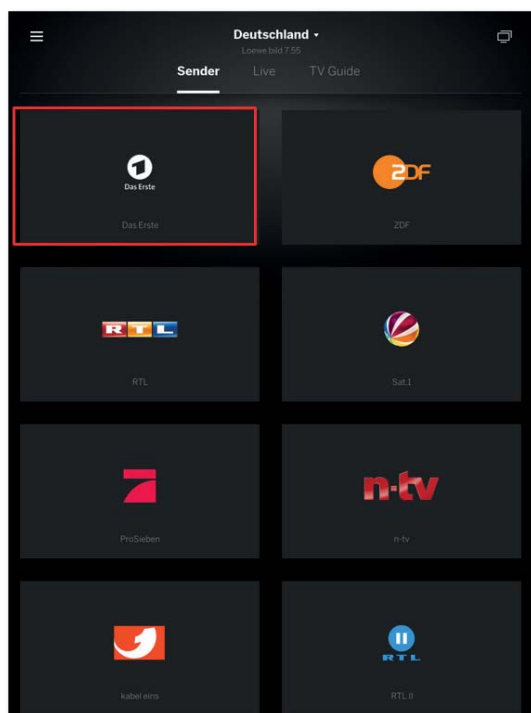 Deutschland
Loewe bild 7.55
Sender Live TV Guide
Das Erste
ZDF
Das Erste
ZDF
RTL
RTL
Sat.1
n-tv
ProSieben
n-tv
II
RTL
kabel eins
RTL II